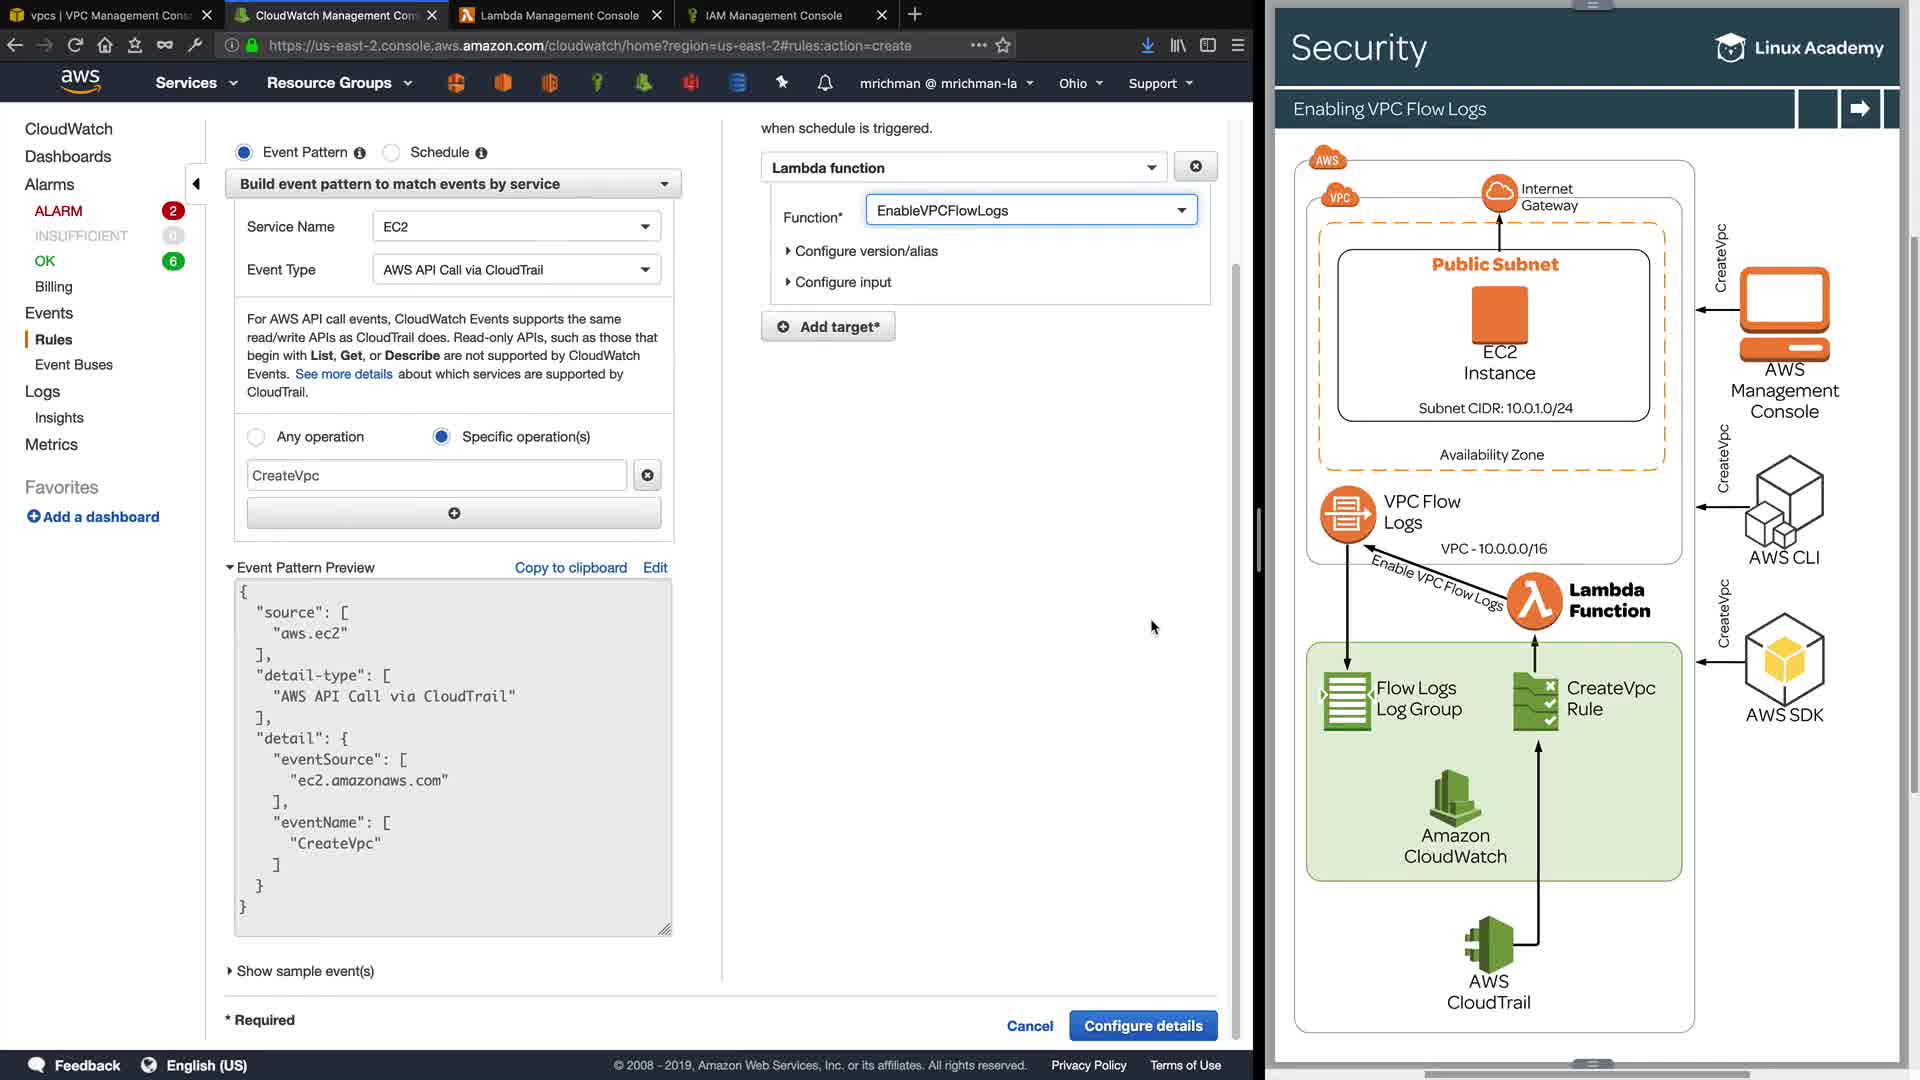 vpcs | VPC Management Cons
CloudWatch Management Con
Lambda Management Console
IAM Management Console
https://us-east-2.console.aws.amazon.com/cloudwatch/home?region=us-east-2#rules:action=create
aws
Services
Resource Groups
mrichman @ mrichman-la
Ohio
Support
CloudWatch
Dashboards
Alarms
ALARM 2
INSUFFICIENT 0
OK 6
Billing
Events
Rules
Event Buses
Logs
Insights
Metrics
Favorites
Add a dashboard
Event Pattern
Schedule
Build event pattern to match events by service
Service Name
EC2
Event Type
AWS API Call via CloudTrail
For AWS API call events, CloudWatch Events supports the same
read/write APIs as CloudTrail does. Read-only APIs, such as those that
begin with List, Get, or Describe are not supported by CloudWatch
Events. See more details about which services are supported by
CloudTrail.
Any operation
Specific operation(s)
CreateVpc
Event Pattern Preview
Copy to clipboard
Edit
{
"source": [
"aws.ec2"
],
"detail-type": [
"AWS API Call via CloudTrail"
],
"detail": {
"eventSource": [
"ec2.amazonaws.com"
],
"eventName": [
"CreateVpc"
]
}
}
Show sample event(s)
* Required
when schedule is triggered.
Lambda function
Function*
EnableVPCFlowLogs
Configure version/alias
Configure input
Add target*
Cancel
Configure details
Feedback
English (US)
© 2008 - 2019, Amazon Web Services, Inc. or its affiliates. All rights reserved.
Privacy Policy
Terms of Use
Security
Linux Academy
Enabling VPC Flow Logs
AWS
VPC
Internet
Gateway
Public Subnet
EC2
Instance
Subnet CIDR: 10.0.1.0/24
Availability Zone
VPC Flow
Logs
VPC - 10.0.0.0/16
Enable VPC Flow Logs
Lambda
Function
Flow Logs
Log Group
CreateVpc
Rule
Amazon
CloudWatch
AWS
CloudTrail
CreateVpc
AWS
Management
Console
CreateVpc
AWS CLI
CreateVpc
AWS SDK